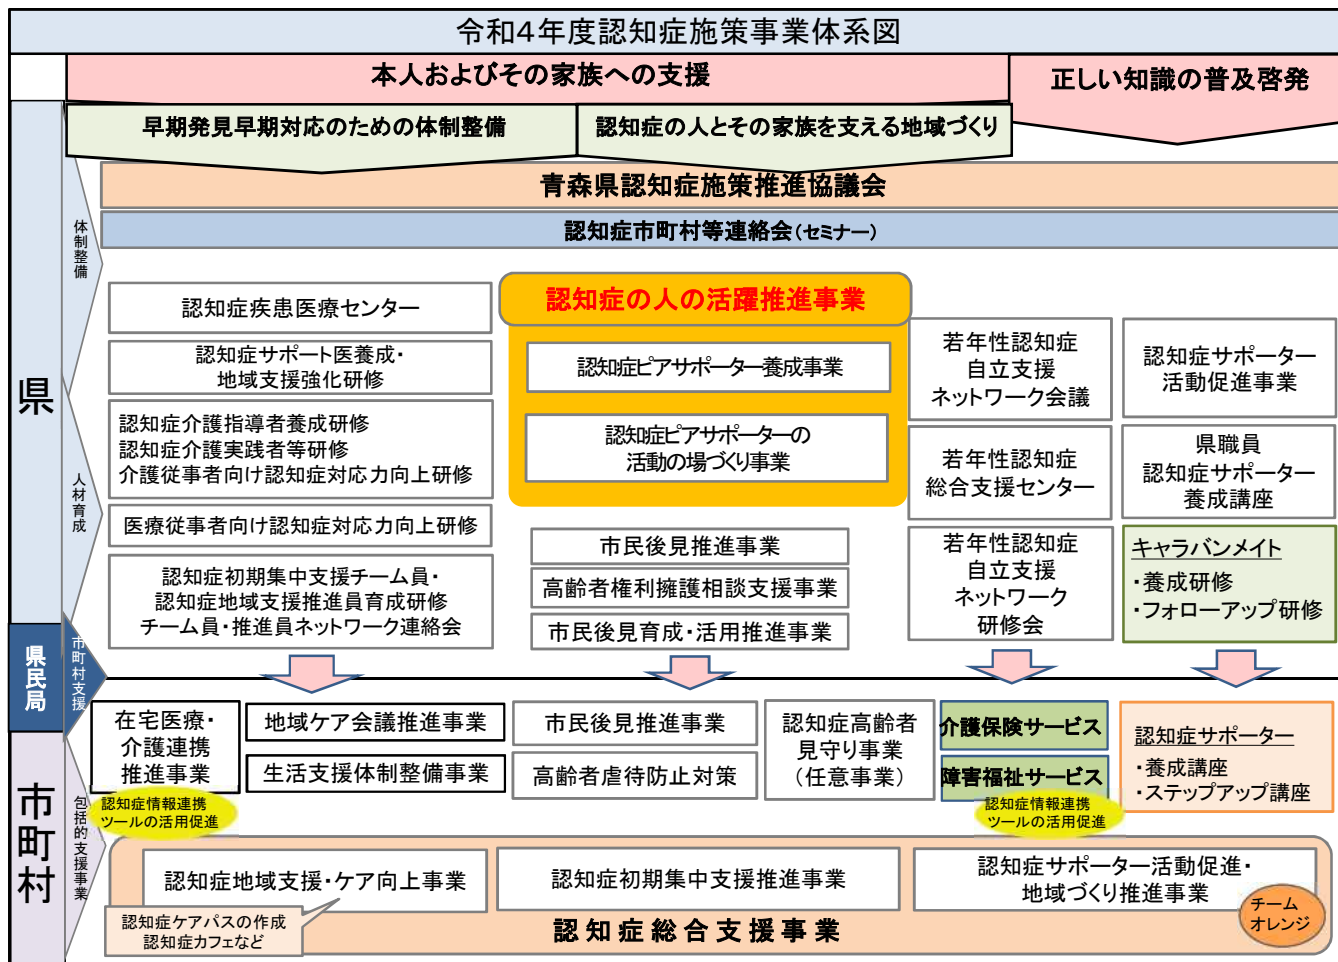 令和4年度認知症施策事業体系図
本人およびその家族への支援
正しい知識の普及啓発
早期発見早期対応のための体制整備
認知症の人とその家族を支える地域づくり
青森県認知症施策推進協議会
認知症市町村等連絡会(セミナー)
県
体制整備
人材育成
認知症疾患医療センター
認知症サポート医養成・
地域支援強化研修
認知症介護指導者養成研修
認知症介護実践者等研修
介護従事者向け認知症対応力向上研修
医療従事者向け認知症対応力向上研修
認知症初期集中支援チーム員・
認知症地域支援推進員育成研修
チーム員・推進員ネットワーク連絡会
認知症の人の活躍推進事業
認知症ピアサポーター養成事業
認知症ピアサポーターの
活動の場づくり事業
市民後見推進事業
高齢者権利擁護相談支援事業
市民後見育成・活用推進事業
若年性認知症
自立支援
ネットワーク会議
若年性認知症
総合支援センター
若年性認知症
自立支援
ネットワーク
研修会
認知症サポーター
活動促進事業
県職員
認知症サポーター
養成講座
キャラバンメイト
・養成研修
・フォローアップ研修
県民局
市町村支援
市町村
包括的支援事業
在宅医療・
介護連携
推進事業
地域ケア会議推進事業
生活支援体制整備事業
認知症情報連携
ツールの活用促進
市民後見推進事業
高齢者虐待防止対策
認知症高齢者
見守り事業
(任意事業)
介護保険サービス
障害福祉サービス
認知症情報連携
ツールの活用促進
認知症サポーター
・養成講座
・ステップアップ講座
認知症地域支援・ケア向上事業
認知症初期集中支援推進事業
認知症サポーター活動促進・
地域づくり推進事業
認知症ケアパスの作成
認知症カフェなど
認知症総合支援事業
チーム
オレンジ